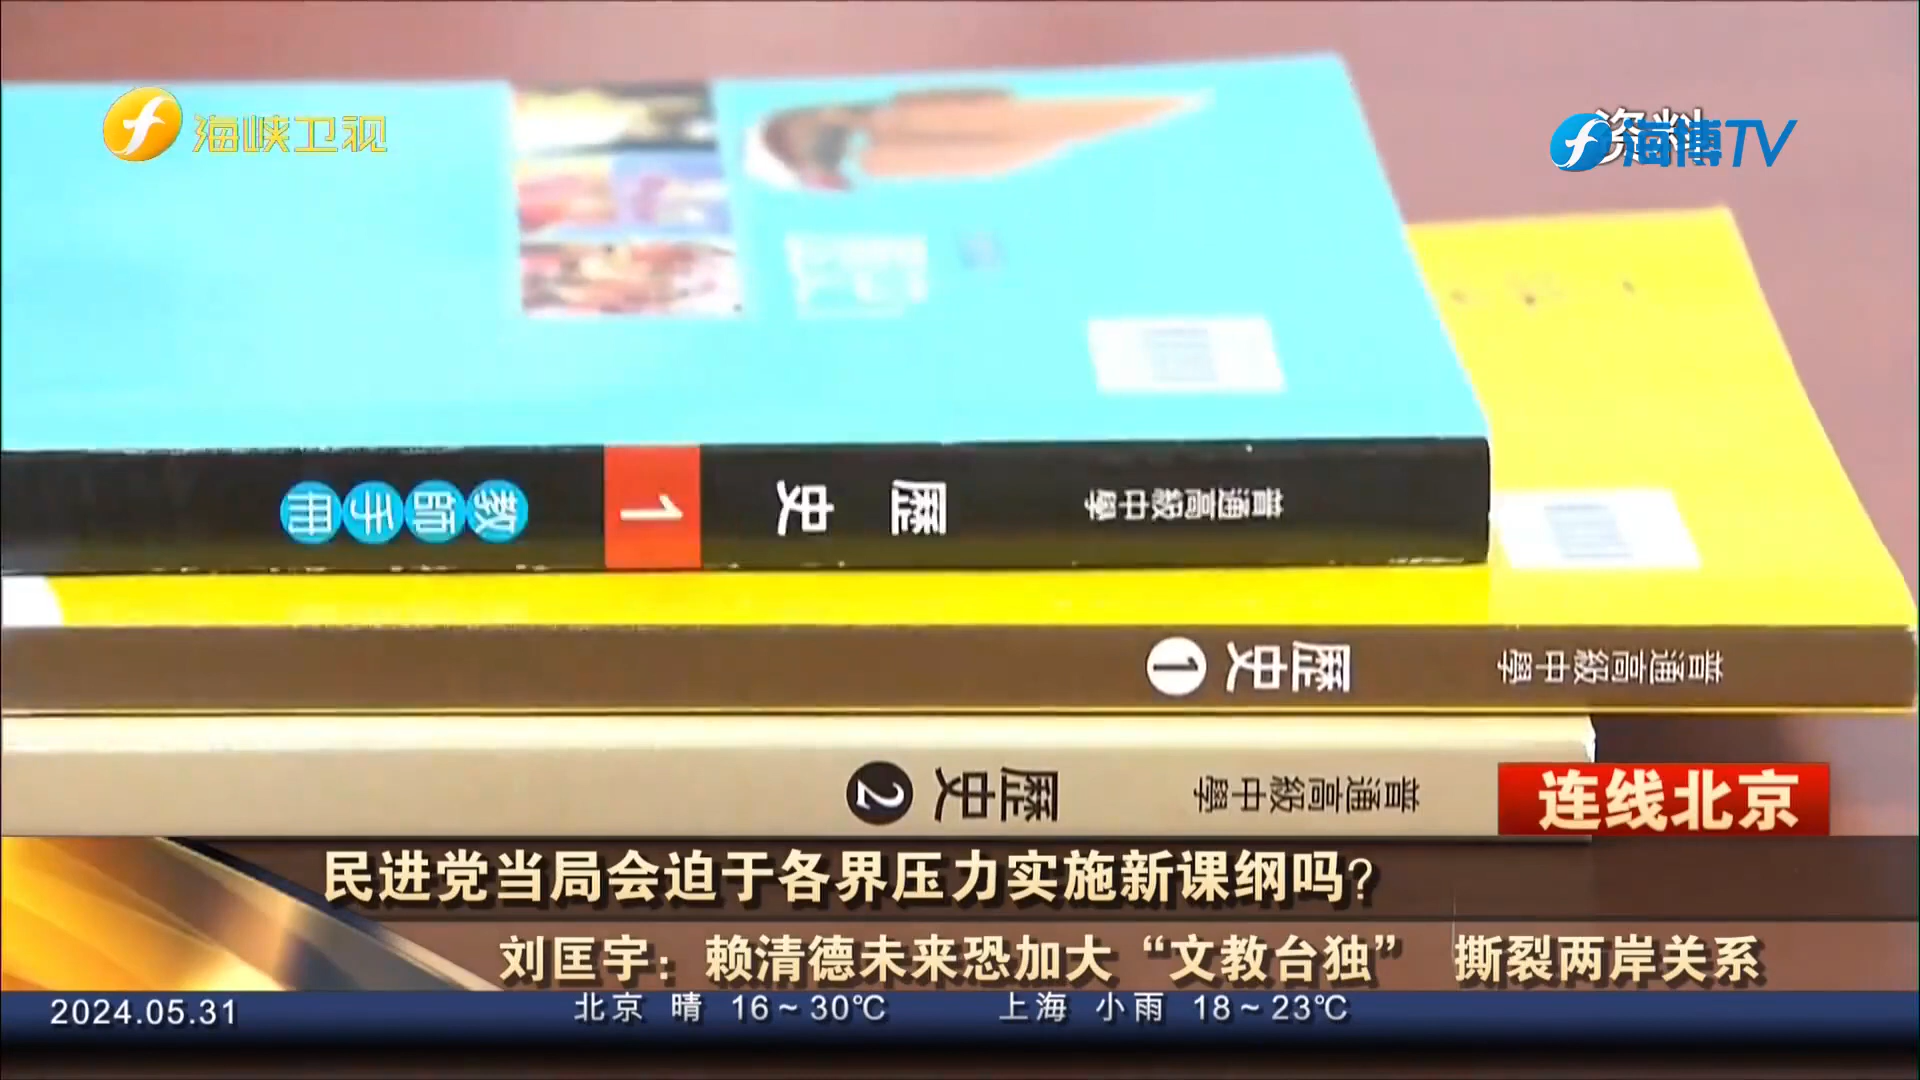 海峡卫视
资料
海博TV
普通高級中學 歷史 1 教師手冊
普通高級中學 歷史 1
普通高級中學 歷史 2
连线北京
民进党当局会迫于各界压力实施新课纲吗？
刘匡宇：赖清德未来恐加大“文教台独” 撕裂两岸关系
2024.05.31 北京 晴 16～30℃ 上海 小雨 18～23℃